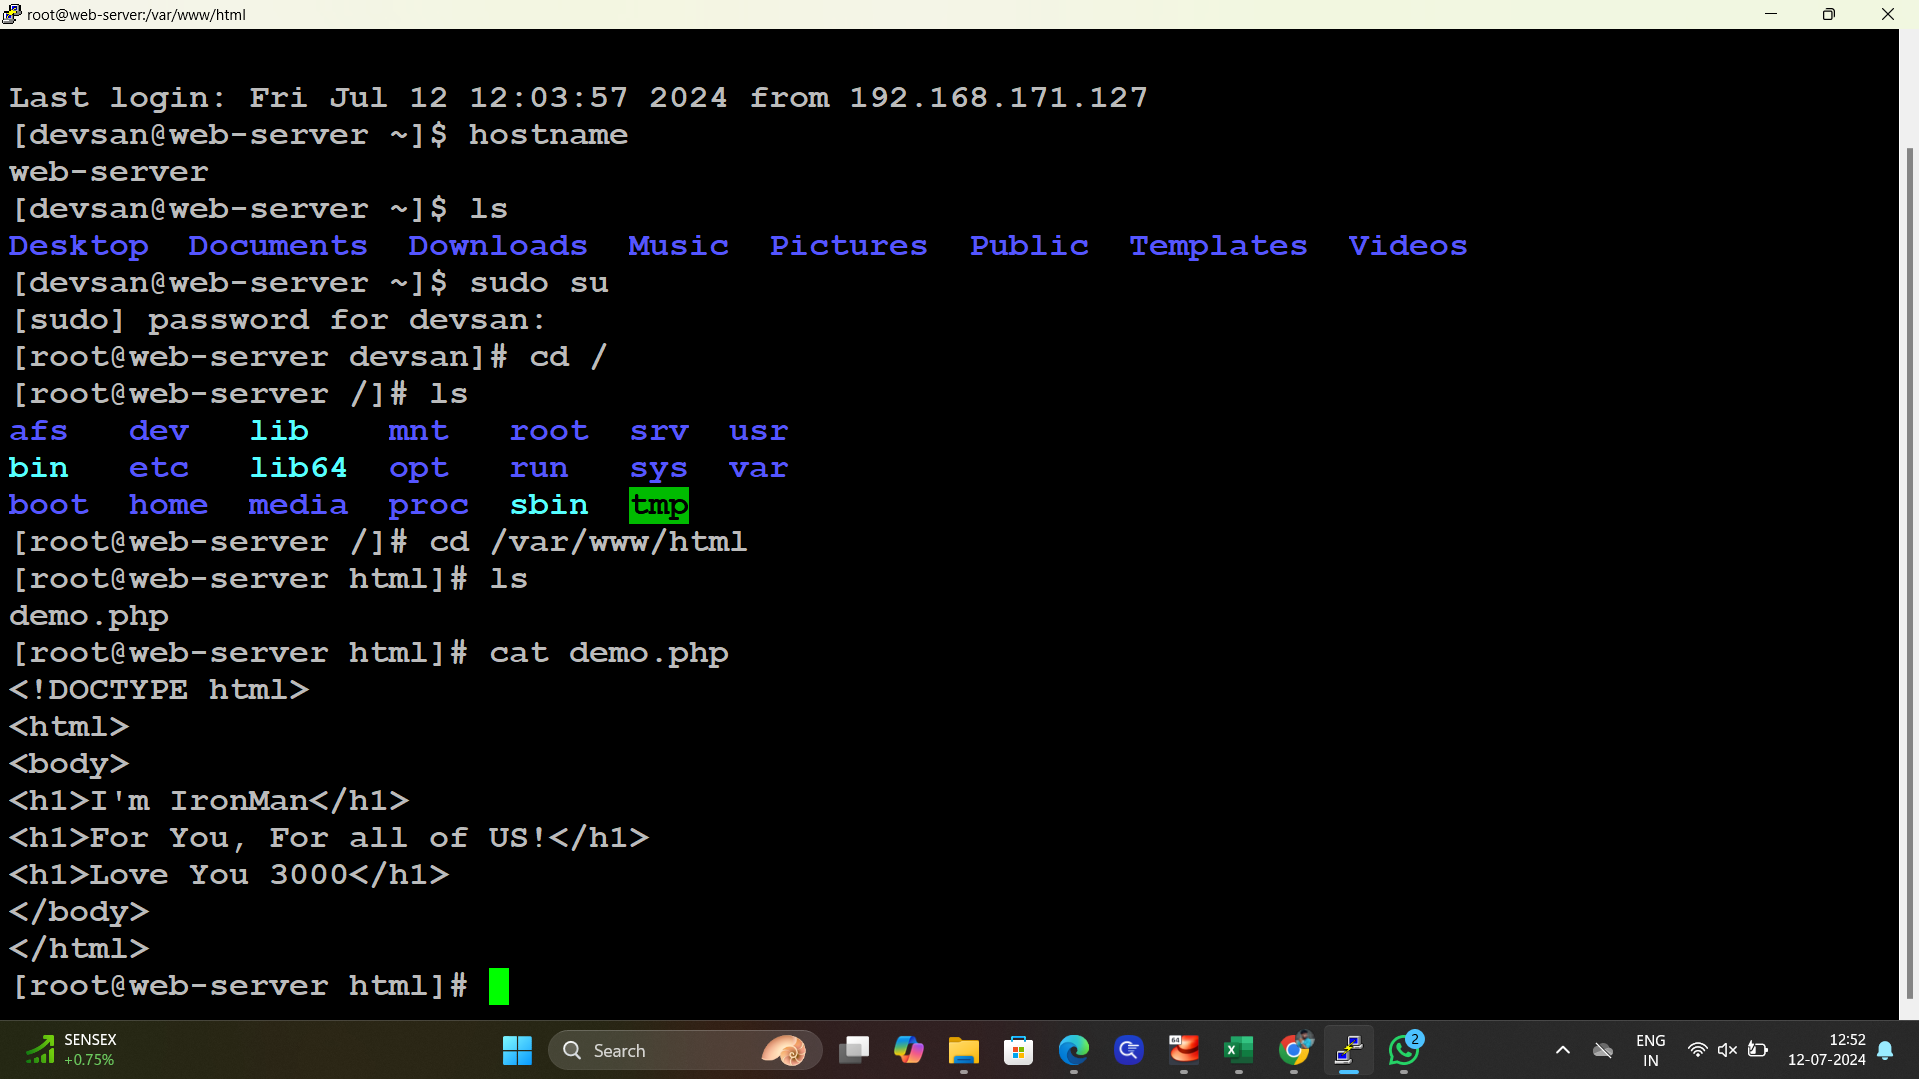 root@web-server:/var/www/html
Last login: Fri Jul 12 12:03:57 2024 from 192.168.171.127
[devsan@web-server ~]$ hostname
web-server
[devsan@web-server ~]$ ls
Desktop  Documents  Downloads  Music  Pictures  Public  Templates  Videos
[devsan@web-server ~]$ sudo su
[sudo] password for devsan:
[root@web-server devsan]# cd /
[root@web-server /]# ls
afs   dev   lib    mnt   root  srv  usr
bin   etc   lib64  opt   run   sys  var
boot  home  media  proc  sbin  tmp
[root@web-server /]# cd /var/www/html
[root@web-server html]# ls
demo.php
[root@web-server html]# cat demo.php
<!DOCTYPE html>
<html>
<body>
<h1>I'm IronMan</h1>
<h1>For You, For all of US!</h1>
<h1>Love You 3000</h1>
</body>
</html>
[root@web-server html]#
SENSEX
+0.75%
Search
64
2
ENG
IN
12:52
12-07-2024